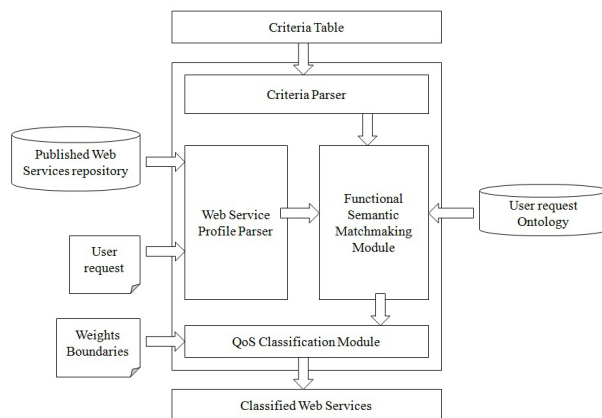 Criteria Table
Criteria Parser
Published Web
Services repository
Web Service
Profile Parser
Functional
Semantic
Matchmaking
Module
User request
Ontology
User
request
Weights
Boundaries
QoS Classification Module
Classified Web Services